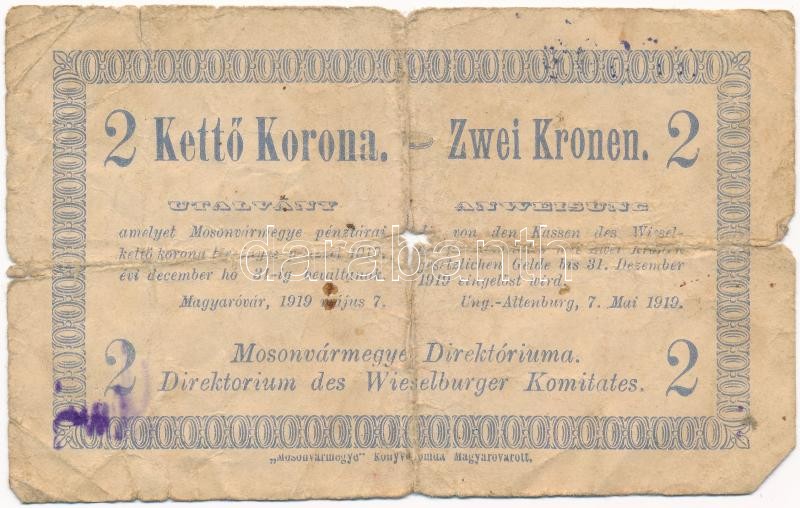 2 Kettő Korona. - Zwei Kronen. 2
UTALVÁNY
amelyet Mosonvármegye pénztárai
kettő korona
évi december hó 31-ig beváltanak.
Magyaróvár, 1919 május 7.
ANWEISUNG
von den Kassen des Wiesel-
mit zwei Kronen
gesetzlichen Gelde bis 31. Dezember
1919 eingelöst wird.
Ung.-Altenburg, 7. Mai 1919.
2 Mosonvármegye Direktóriuma. 2
Direktorium des Wieselburger Komitates.
„Mosonvármegye” Könyvnyomda Magyaróvárott.
darabanth